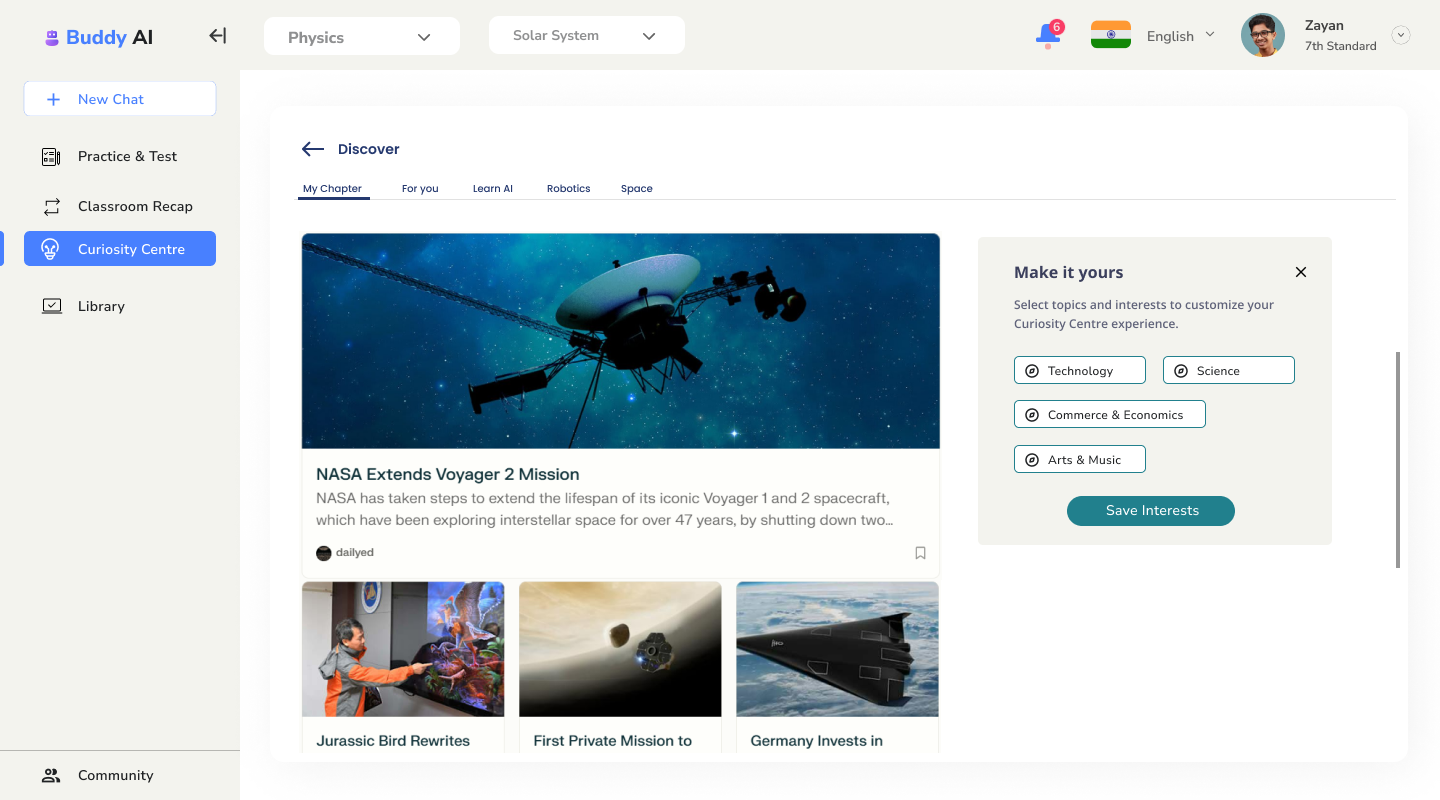 Buddy AI
Physics
Solar System
6
English
Zayan
7th Standard
New Chat
Practice & Test
Classroom Recap
Curiosity Centre
Library
Community
Discover
My Chapter
For you
Learn AI
Robotics
Space
NASA Extends Voyager 2 Mission
NASA has taken steps to extend the lifespan of its iconic Voyager 1 and 2 spacecraft,
which have been exploring interstellar space for over 47 years, by shutting down two...
dailyed
Jurassic Bird Rewrites
First Private Mission to
Germany Invests in
Make it yours
Select topics and interests to customize your
Curiosity Centre experience.
Technology
Science
Commerce & Economics
Arts & Music
Save Interests